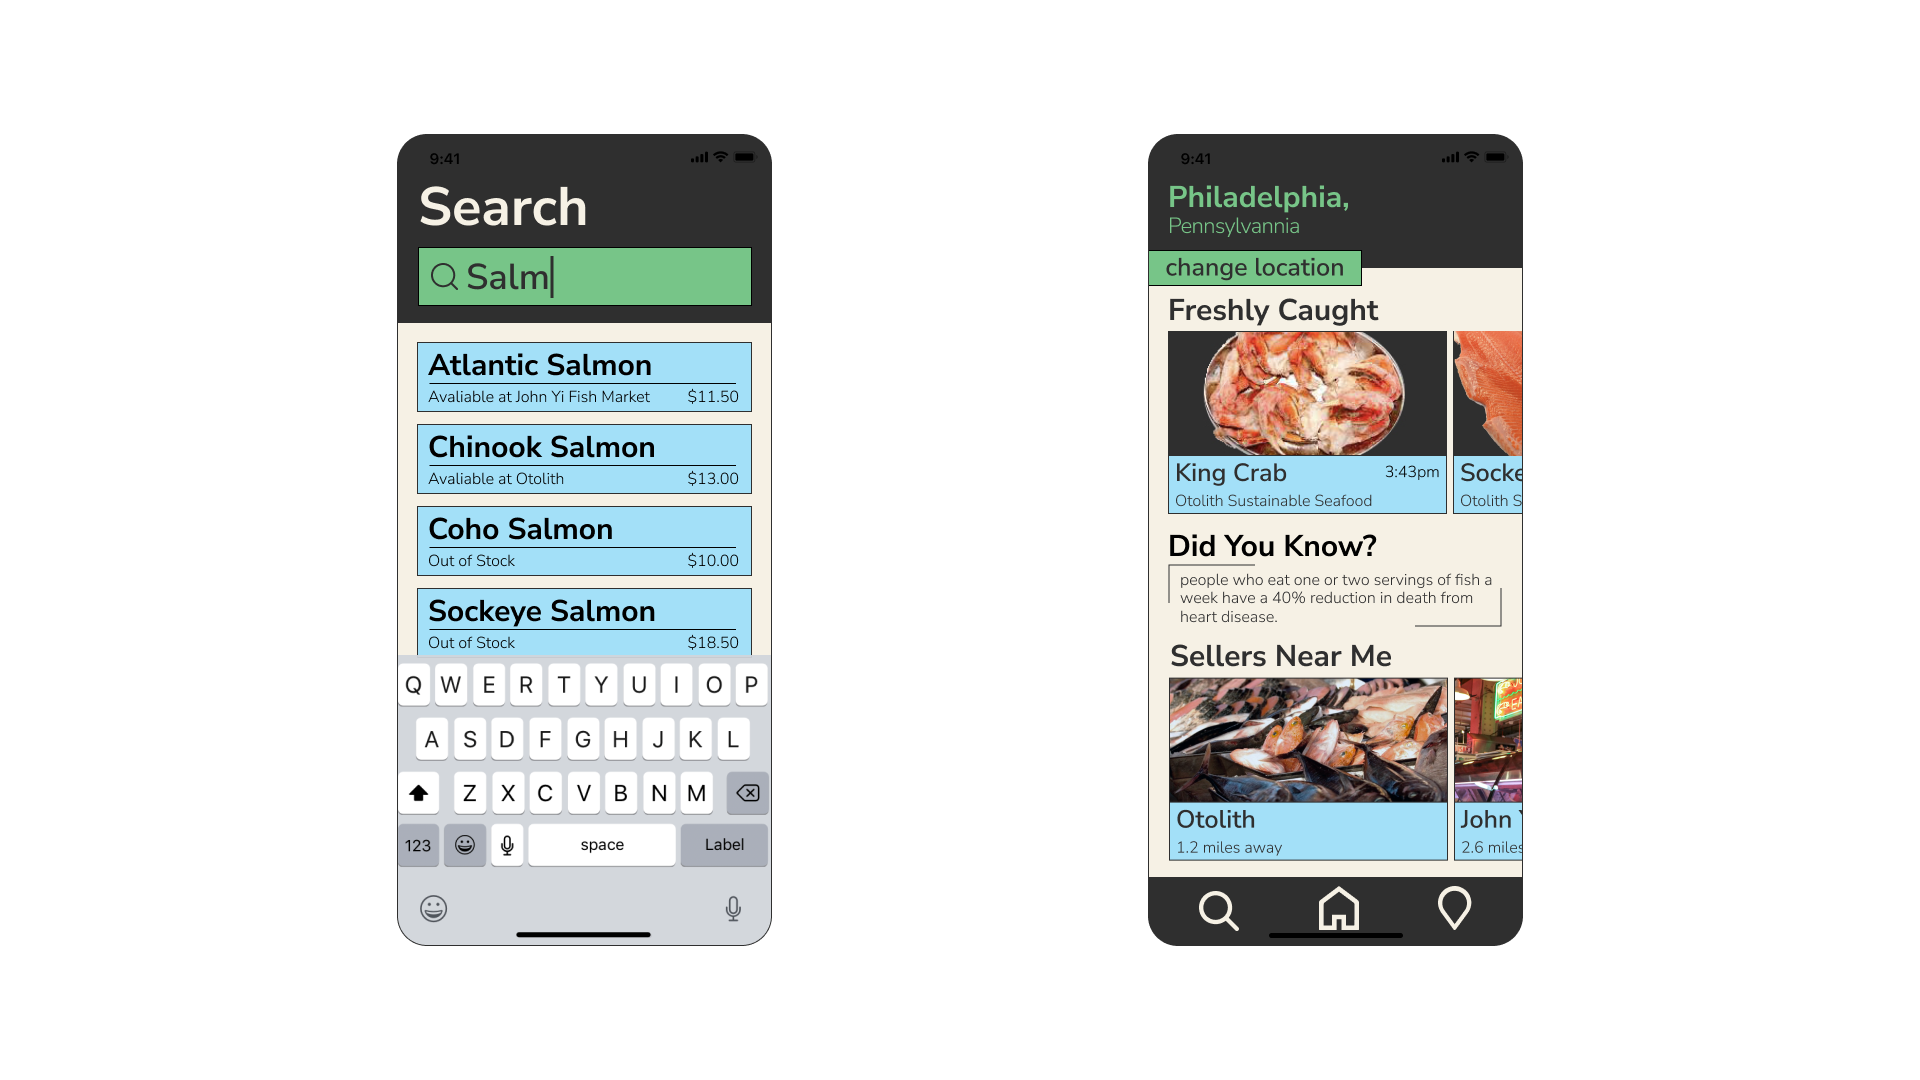 9:41
Search
Salm
Atlantic Salmon
Avaliable at John Yi Fish Market $11.50
Chinook Salmon
Avaliable at Otolith $13.00
Coho Salmon
Out of Stock $10.00
Sockeye Salmon
Out of Stock $18.50
Q W E R T Y U I O P
A S D F G H J K L
Z X C V B N M
123 space Label
9:41
Philadelphia,
Pennsylvannia
change location
Freshly Caught
King Crab 3:43pm
Otolith Sustainable Seafood
Socke
Otolith S
Did You Know?
people who eat one or two servings of fish a
week have a 40% reduction in death from
heart disease.
Sellers Near Me
Otolith
1.2 miles away
John
2.6 miles